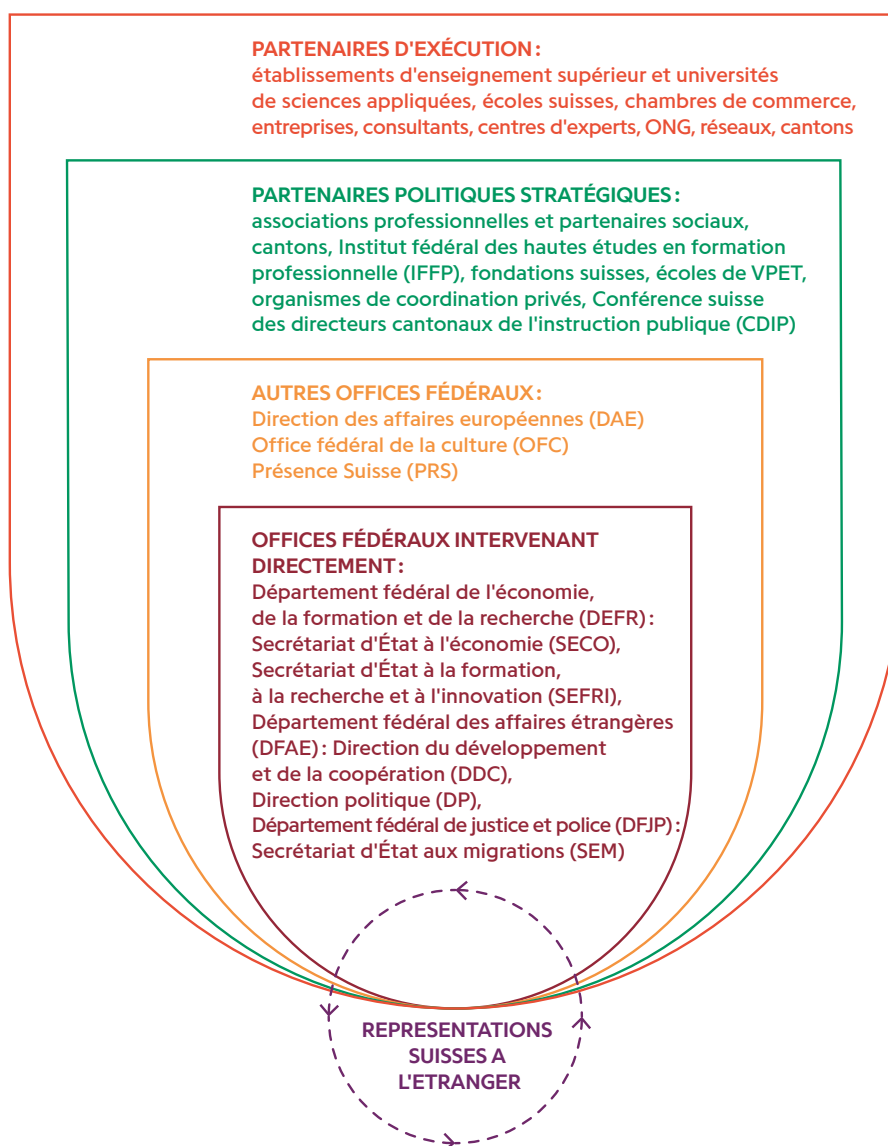 PARTENAIRES D'EXÉCUTION :
établissements d'enseignement supérieur et universités
de sciences appliquées, écoles suisses, chambres de commerce,
entreprises, consultants, centres d'experts, ONG, réseaux, cantons
PARTENAIRES POLITIQUES STRATÉGIQUES :
associations professionnelles et partenaires sociaux,
cantons, Institut fédéral des hautes études en formation
professionnelle (IFFP), fondations suisses, écoles de VPET,
organismes de coordination privés, Conférence suisse
des directeurs cantonaux de l'instruction publique (CDIP)
AUTRES OFFICES FÉDÉRAUX :
Direction des affaires européennes (DAE)
Office fédéral de la culture (OFC)
Présence Suisse (PRS)
OFFICES FÉDÉRAUX INTERVENANT
DIRECTEMENT :
Département fédéral de l'économie,
de la formation et de la recherche (DEFR) :
Secrétariat d'État à l'économie (SECO),
Secrétariat d'État à la formation,
à la recherche et à l'innovation (SEFRI),
Département fédéral des affaires étrangères
(DFAE) : Direction du développement
et de la coopération (DDC),
Direction politique (DP),
Département fédéral de justice et police (DFJP) :
Secrétariat d'État aux migrations (SEM)
REPRESENTATIONS
SUISSES A
L'ETRANGER